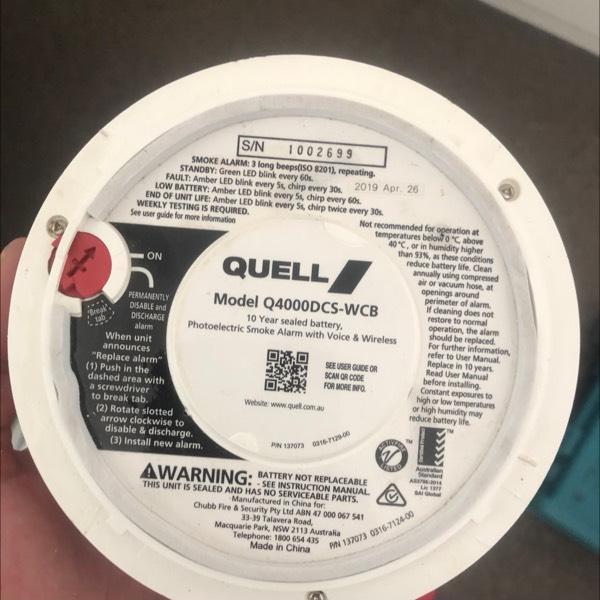 S/N 1002699
SMOKE ALARM: 3 long beeps(ISO 8201), repeating.
STANDBY: Green LED blink every 60s.
FAULT: Amber LED blink every 5s, chirp every 30s.
LOW BATTERY: Amber LED blink every 5s, chirp every 30s.
END OF UNIT LIFE: Amber LED blink every 5s, chirp twice every 30s.
WEEKLY TESTING IS REQUIRED.
See user guide for more information
2019 Apr. 26
Not recommended for operation at
temperatures below 0 °C, above
40 °C, or in humidity higher
than 93%, as these conditions
reduce battery life. Clean
annually using compressed
air or vacuum hose, at
openings around
perimeter of alarm.
If cleaning does not
restore to normal
operation, the alarm
should be replaced.
For further information,
refer to User Manual.
Replace in 10 years.
Read User Manual
before installing.
Constant exposures to
high or low temperatures
or high humidity may
reduce battery life.
ON
PERMANENTLY
DISABLE and
DISCHARGE
alarm
Break
tab
When unit
announces
"Replace alarm"
(1) Push in the
dashed area with
a screwdriver
to break tab.
(2) Rotate slotted
arrow clockwise to
disable & discharge.
(3) Install new alarm.
QUELL
Model Q4000DCS-WCB
10 Year sealed battery,
Photoelectric Smoke Alarm with Voice & Wireless
SEE USER GUIDE OR
SCAN QR CODE
FOR MORE INFO.
Website: www.quell.com.au
P/N 137073 0316-7129-00
ACTIVFIRE
LISTED
Certified Product
Australian
Standard
AS3786-2014
Lic 1377
SAI Global
WARNING: BATTERY NOT REPLACEABLE
- SEE INSTRUCTION MANUAL.
THIS UNIT IS SEALED AND HAS NO SERVICEABLE PARTS.
Manufactured in China for:
Chubb Fire & Security Pty Ltd ABN 47 000 067 541
33-39 Talavera Road,
Macquarie Park, NSW 2113 Australia
Telephone: 1800 654 435
Made in China
P/N 137073 0316-7124-00